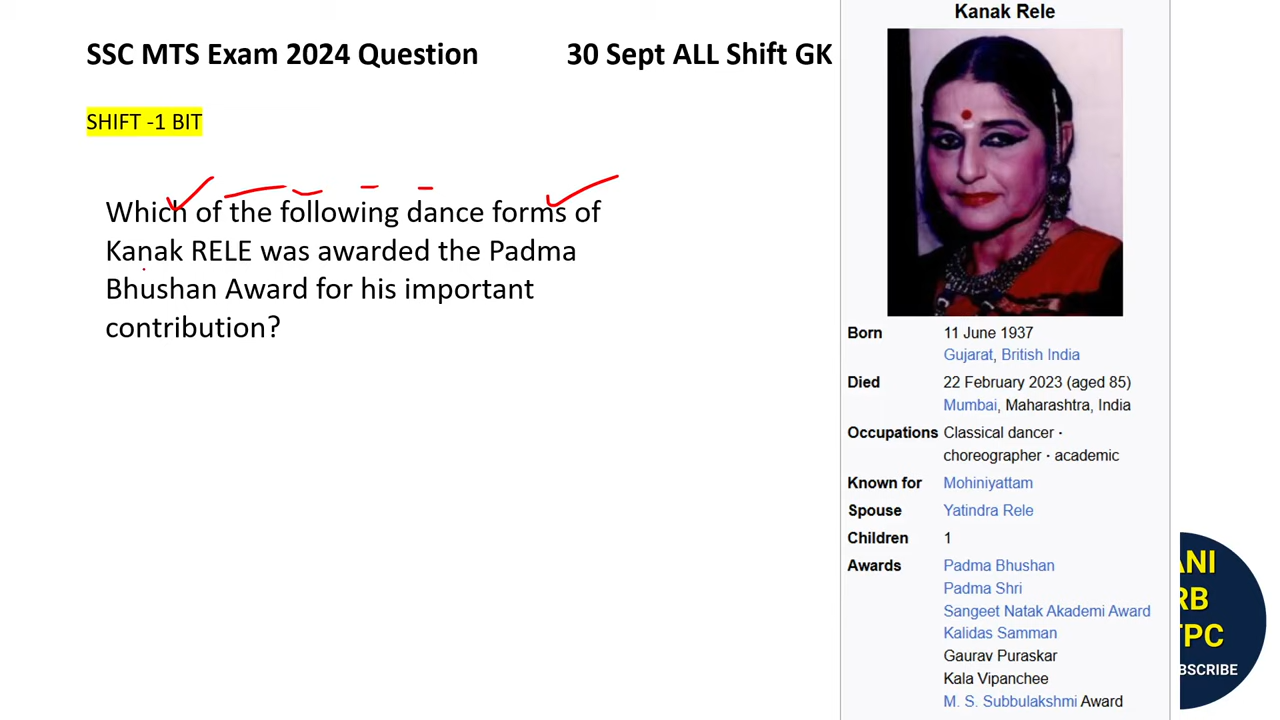 SSC MTS Exam 2024 Question 30 Sept ALL Shift GK
SHIFT -1 BIT
Which of the following dance forms of
Kanak RELE was awarded the Padma
Bhushan Award for his important
contribution?
Kanak Rele
Born 11 June 1937
Gujarat, British India
Died 22 February 2023 (aged 85)
Mumbai, Maharashtra, India
Occupations Classical dancer ·
choreographer · academic
Known for Mohiniyattam
Spouse Yatindra Rele
Children 1
Awards Padma Bhushan
Padma Shri
Sangeet Natak Akademi Award
Kalidas Samman
Gaurav Puraskar
Kala Vipanchee
M. S. Subbulakshmi Award